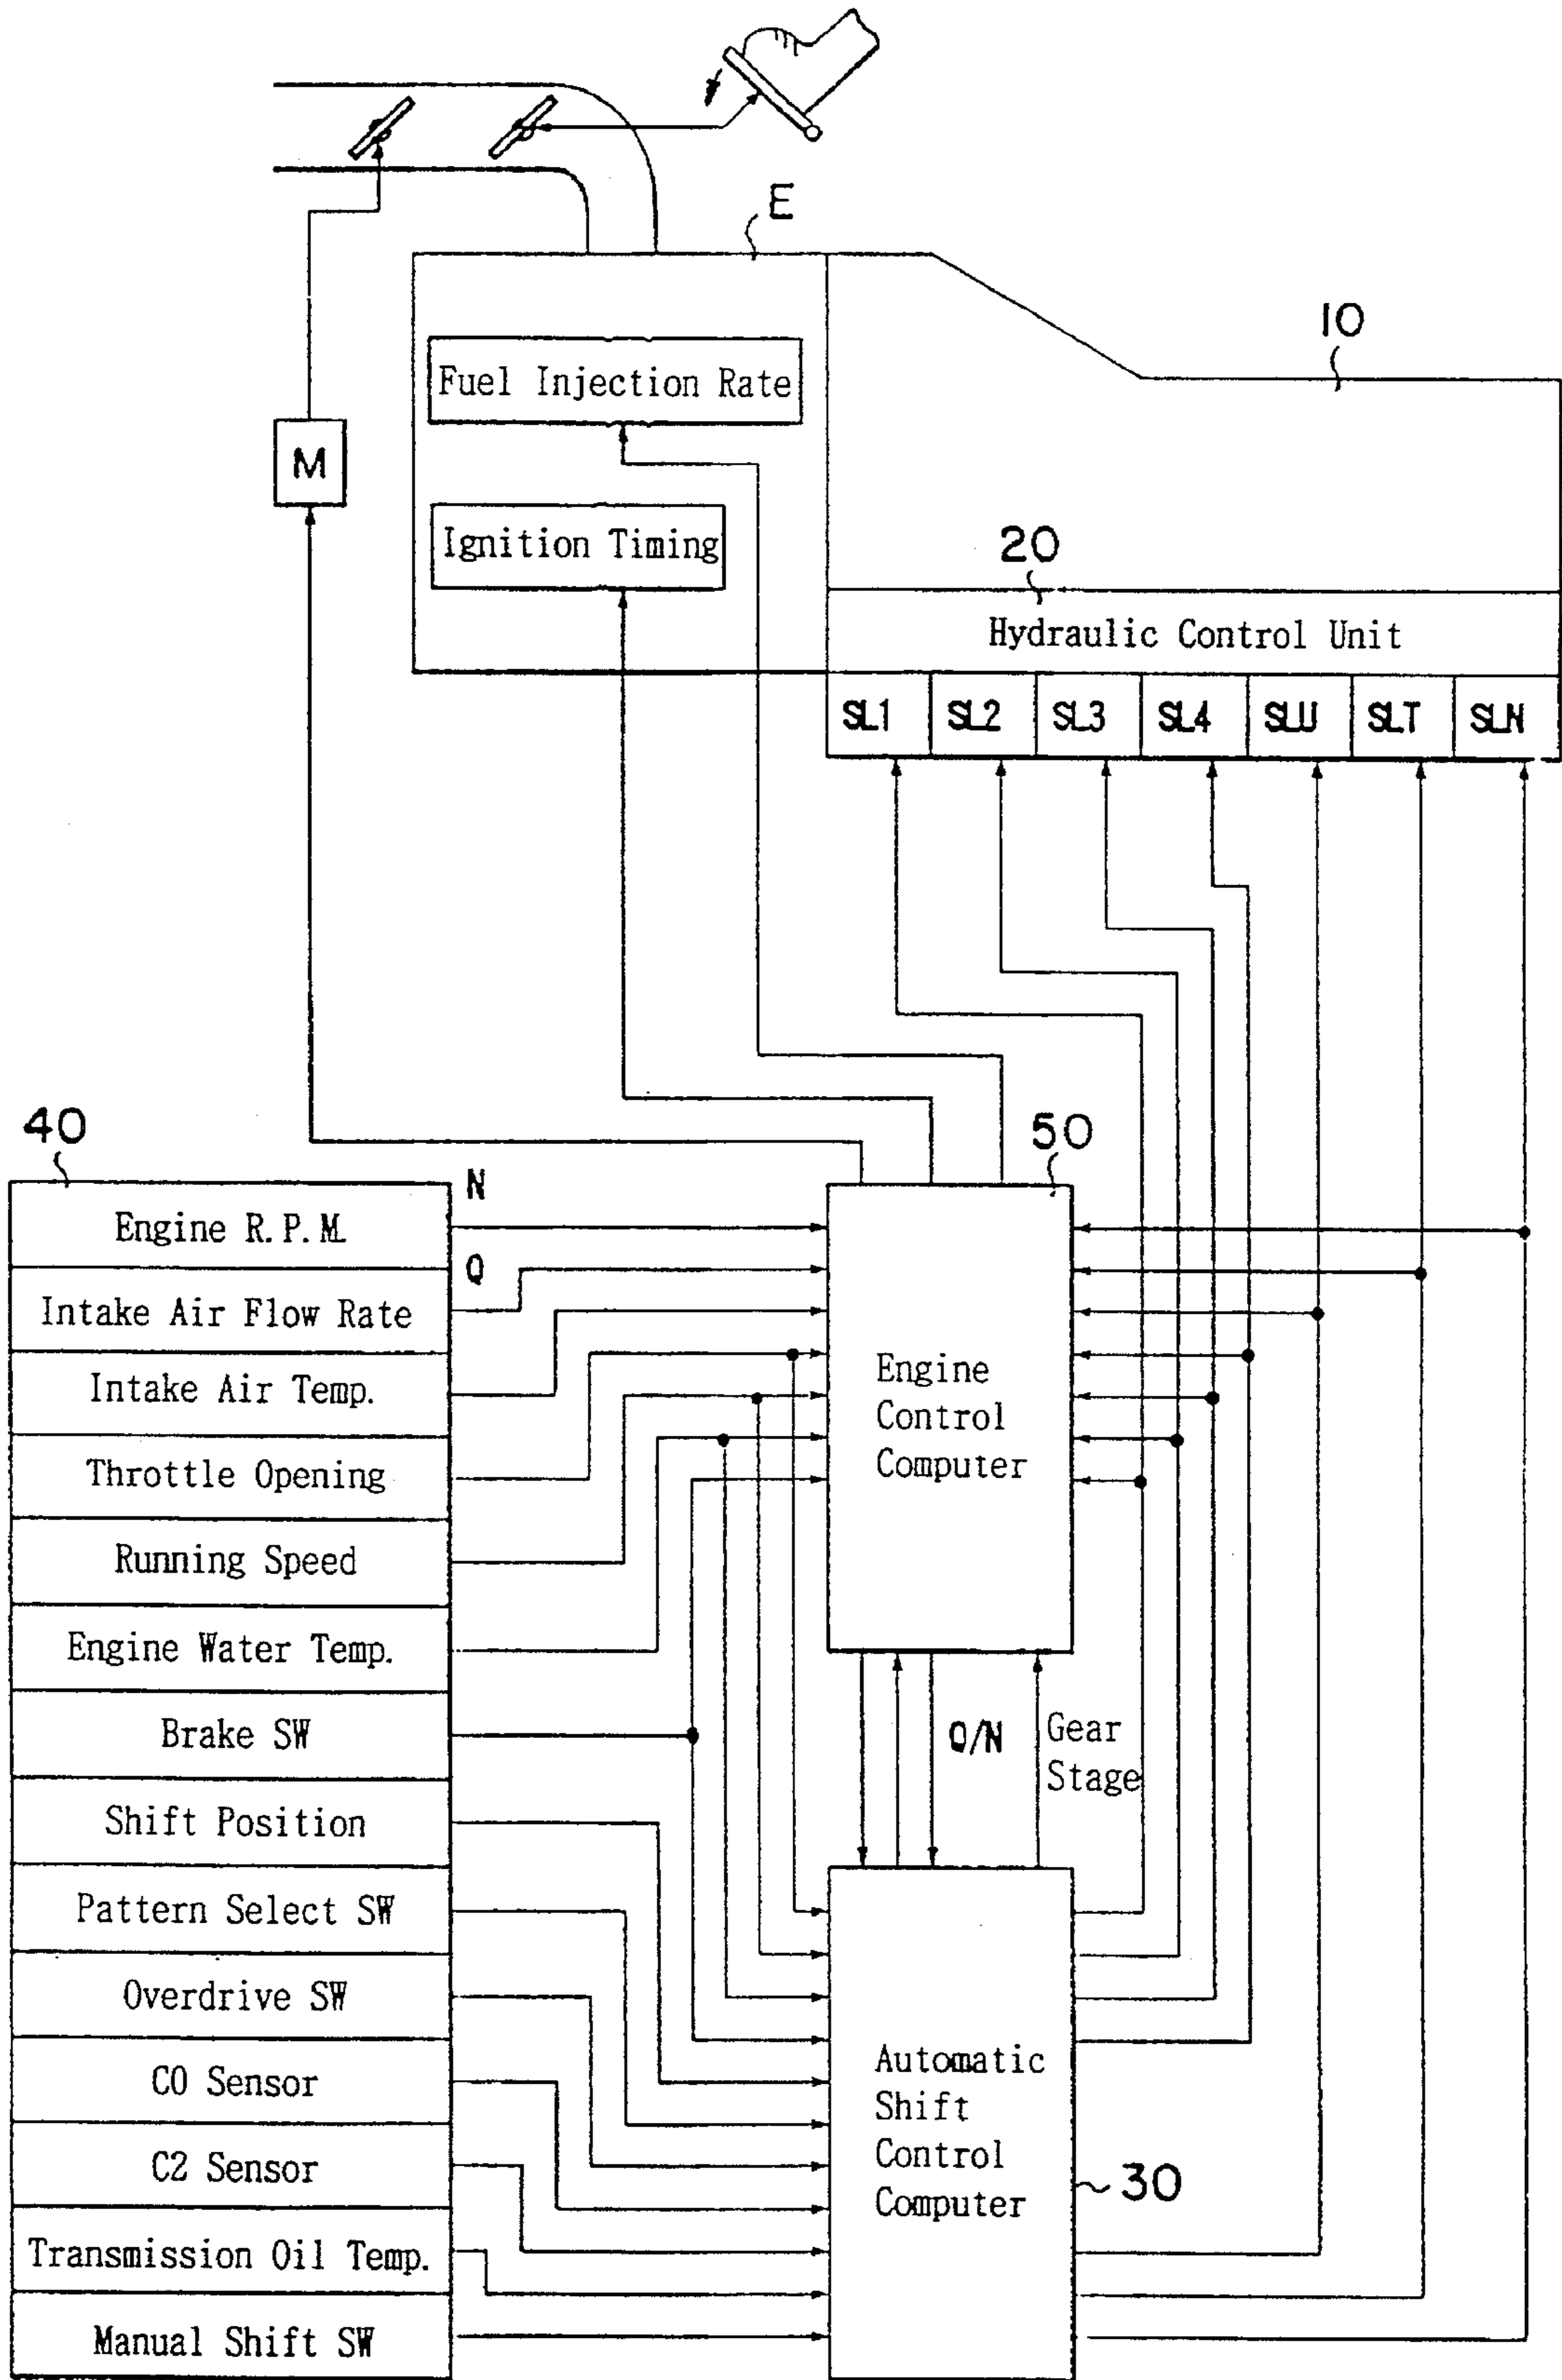 E
10
Fuel Injection Rate
M
Ignition Timing
20
Hydraulic Control Unit
SL1 SL2 SL3 SL4 SLU SLT SLN
40
50
N
Engine R.P.M.
Q
Intake Air Flow Rate
Intake Air Temp.
Throttle Opening
Running Speed
Engine Water Temp.
Brake SW
Shift Position
Pattern Select SW
Overdrive SW
C0 Sensor
C2 Sensor
Transmission Oil Temp.
Manual Shift SW
Engine
Control
Computer
Q/N
Gear
Stage
Automatic
Shift
Control
Computer
30